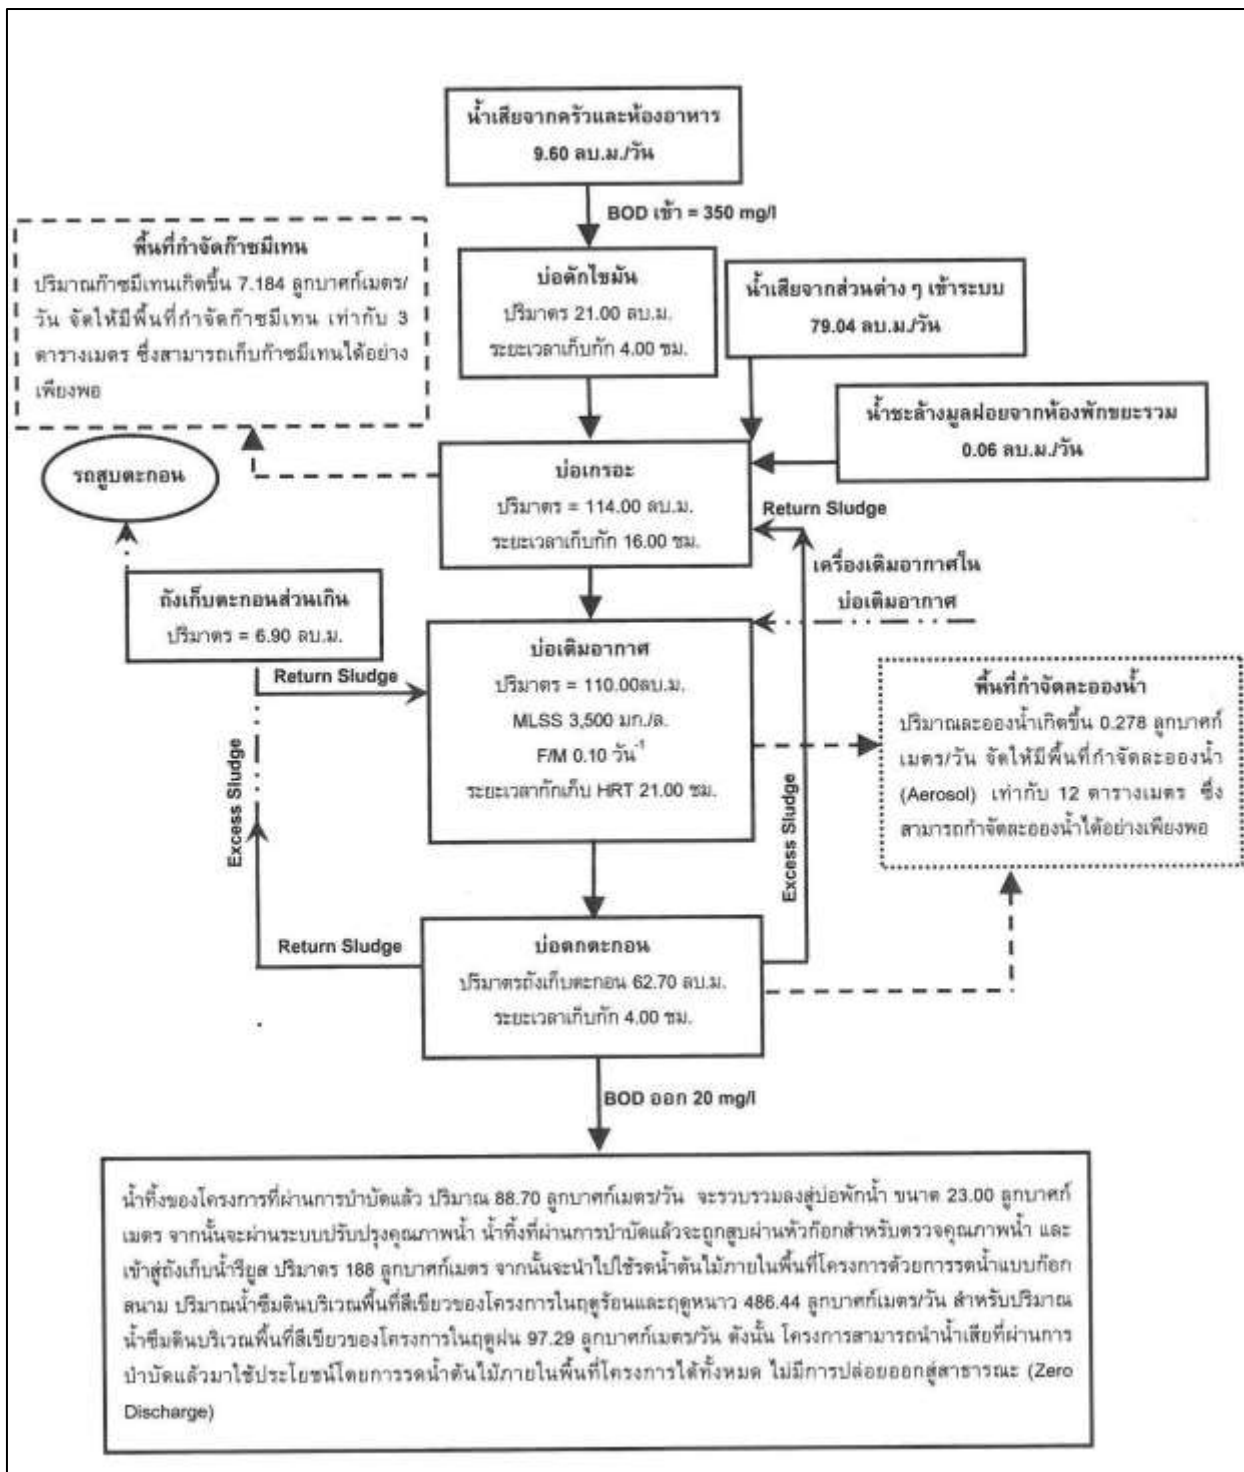 น้ำเสียจากครัวและห้องอาหาร
9.60 ลบ.ม./วัน
BOD เข้า = 350 mg/l
พื้นที่กำจัดก๊าซมีเทน
ปริมาณก๊าซมีเทนเกิดขึ้น 7.184 ลูกบาศก์เมตร/
วัน จัดให้มีพื้นที่กำจัดก๊าซมีเทน เท่ากับ 3
ตารางเมตร ซึ่งสามารถเก็บก๊าซมีเทนได้อย่าง
เพียงพอ
บ่อดักไขมัน
ปริมาตร 21.00 ลบ.ม.
ระยะเวลาเก็บกัก 4.00 ชม.
น้ำเสียจากส่วนต่าง ๆ เข้าระบบ
79.04 ลบ.ม./วัน
น้ำชะล้างมูลฝอยจากห้องพักขยะรวม
0.06 ลบ.ม./วัน
รถสูบตะกอน
บ่อเกรอะ
ปริมาตร = 114.00 ลบ.ม.
ระยะเวลาเก็บกัก 16.00 ชม.
Return Sludge
เครื่องเติมอากาศใน
บ่อเติมอากาศ
ถังเก็บตะกอนส่วนเกิน
ปริมาตร = 6.90 ลบ.ม.
Return Sludge
บ่อเติมอากาศ
ปริมาตร = 110.00ลบ.ม.
MLSS 3,500 มก./ล.
F/M 0.10 วัน⁻¹
ระยะเวลากักเก็บ HRT 21.00 ชม.
พื้นที่กำจัดละอองน้ำ
ปริมาณละอองน้ำเกิดขึ้น 0.278 ลูกบาศก์
เมตร/วัน จัดให้มีพื้นที่กำจัดละอองน้ำ
(Aerosol) เท่ากับ 12 ตารางเมตร ซึ่ง
สามารถกำจัดละอองน้ำได้อย่างเพียงพอ
Excess Sludge
Excess Sludge
Return Sludge
บ่อตกตะกอน
ปริมาตรถังเก็บตะกอน 62.70 ลบ.ม.
ระยะเวลาเก็บกัก 4.00 ชม.
BOD ออก 20 mg/l
น้ำทิ้งของโครงการที่ผ่านการบำบัดแล้ว ปริมาณ 88.70 ลูกบาศก์เมตร/วัน จะรวบรวมลงสู่บ่อพักน้ำ ขนาด 23.00 ลูกบาศก์
เมตร จากนั้นจะผ่านระบบปรับปรุงคุณภาพน้ำ น้ำทิ้งที่ผ่านการบำบัดแล้วจะถูกสูบผ่านหัวก๊อกสำหรับตรวจคุณภาพน้ำ และ
เข้าสู่ถังเก็บน้ำรียูส ปริมาตร 188 ลูกบาศก์เมตร จากนั้นจะนำไปใช้รดน้ำต้นไม้ภายในพื้นที่โครงการด้วยการรดน้ำแบบก๊อก
สนาม ปริมาณน้ำซึมดินบริเวณพื้นที่สีเขียวของโครงการในฤดูร้อนและฤดูหนาว 486.44 ลูกบาศก์เมตร/วัน สำหรับปริมาณ
น้ำซึมดินบริเวณพื้นที่สีเขียวของโครงการในฤดูฝน 97.29 ลูกบาศก์เมตร/วัน ดังนั้น โครงการสามารถนำน้ำเสียที่ผ่านการ
บำบัดแล้วมาใช้ประโยชน์โดยการรดน้ำต้นไม้ภายในพื้นที่โครงการได้ทั้งหมด ไม่มีการปล่อยออกสู่สาธารณะ (Zero
Discharge)